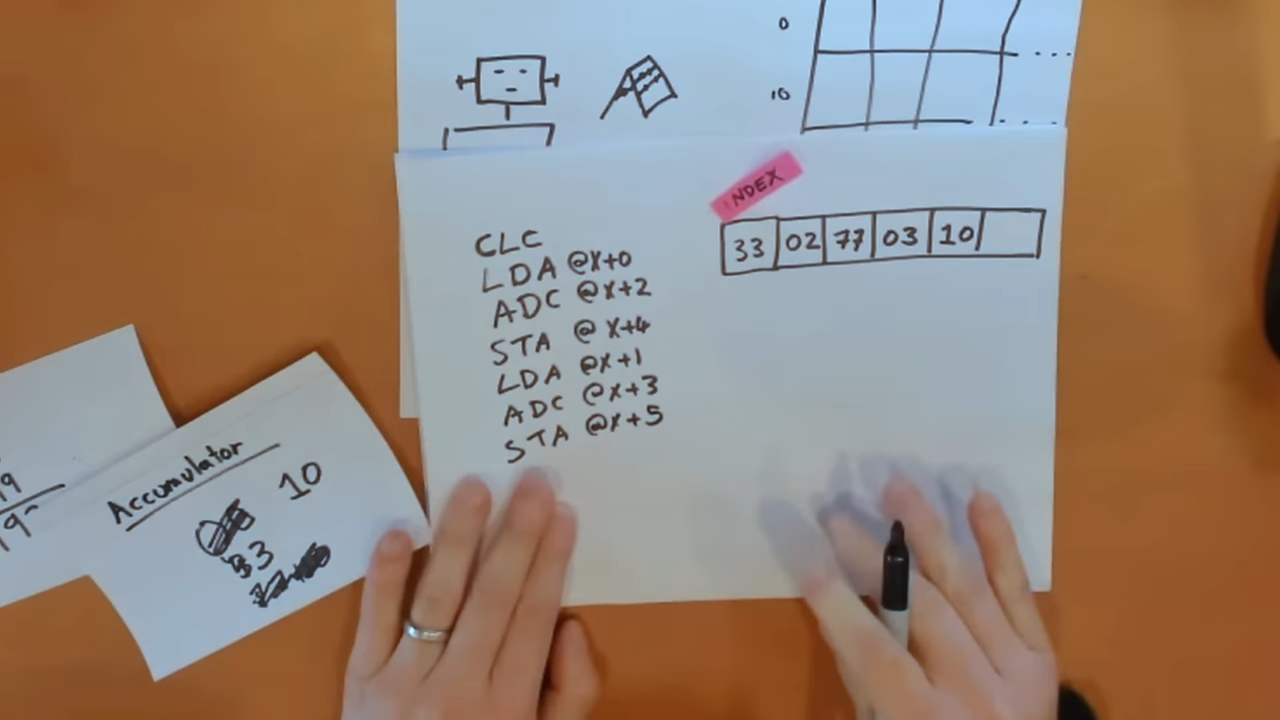 0
10
INDEX
33 02 77 03 10
CLC
LDA @X+0
ADC @X+2
STA @X+4
LDA @X+1
ADC @X+3
STA @X+5
Accumulator
10
33